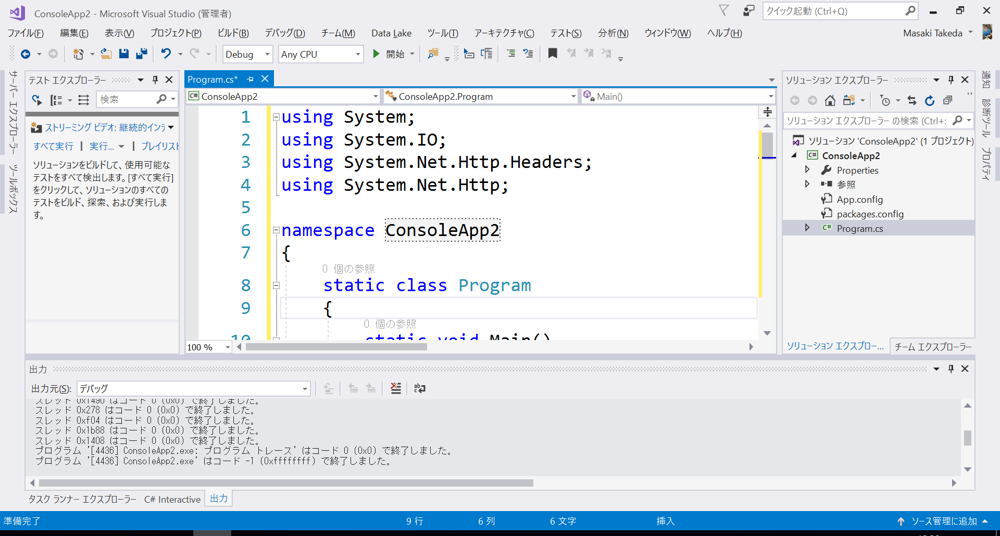 ConsoleApp2 - Microsoft Visual Studio (管理者)
クイック起動 (Ctrl+Q)
ファイル(F) 編集(E) 表示(V) プロジェクト(P) ビルド(B) デバッグ(D) チーム(M) Data Lake ツール(T) アーキテクチャ(C) テスト(S) 分析(N) ウィンドウ(W) ヘルプ(H)
Masaki Takeda
Debug Any CPU 開始
サーバー エクスプローラー
ツールボックス
テスト エクスプローラー
検索
ストリーミング ビデオ: 継続的インテ
すべて実行 | 実行... | プレイリスト
ソリューションをビルドして、使用可能な
テストをすべて検出します。[すべて実行]
をクリックして、ソリューションのすべての
テストをビルド、探索、および実行しま
す。
Program.cs*
C# ConsoleApp2 ConsoleApp2.Program Main()
1 using System;
2 using System.IO;
3 using System.Net.Http.Headers;
4 using System.Net.Http;
5
6 namespace ConsoleApp2
7 {
0 個の参照
8 static class Program
9 {
0 個の参照
10 static void Main()
100 %
ソリューション エクスプローラー
ソリューション エクスプローラー の検索 (Ctrl+;
ソリューション 'ConsoleApp2' (1 プロジェクト)
C# ConsoleApp2
Properties
参照
App.config
packages.config
C# Program.cs
ソリューション エクスプロー... チーム エクスプローラー
通知
診断ツール
プロパティ
出力
出力元(S): デバッグ
スレッド 0x1490 はコード 0 (0x0) で終了しました。
スレッド 0x278 はコード 0 (0x0) で終了しました。
スレッド 0xf04 はコード 0 (0x0) で終了しました。
スレッド 0x1b88 はコード 0 (0x0) で終了しました。
スレッド 0x1408 はコード 0 (0x0) で終了しました。
プログラム '[4436] ConsoleApp2.exe: プログラム トレース' はコード 0 (0x0) で終了しました。
プログラム '[4436] ConsoleApp2.exe' はコード -1 (0xffffffff) で終了しました。
タスク ランナー エクスプローラー C# Interactive 出力
準備完了 9 行 6 列 6 文字 挿入 ソース管理に追加